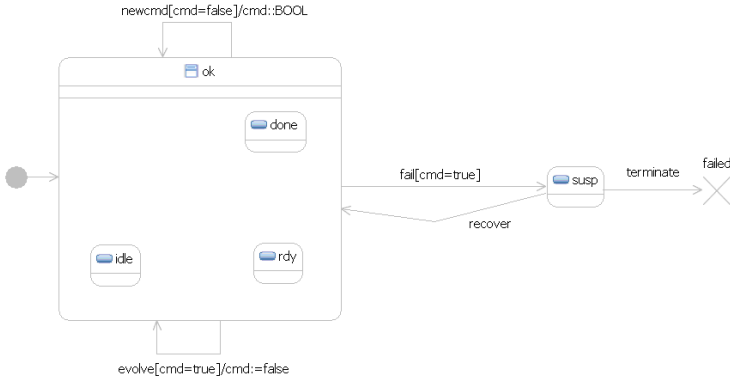 newcmd[cmd=false]/cmd::BOOL
ok
done
fail[cmd=true]
susp
terminate
failed
recover
idle
rdy
evolve[cmd=true]/cmd:=false